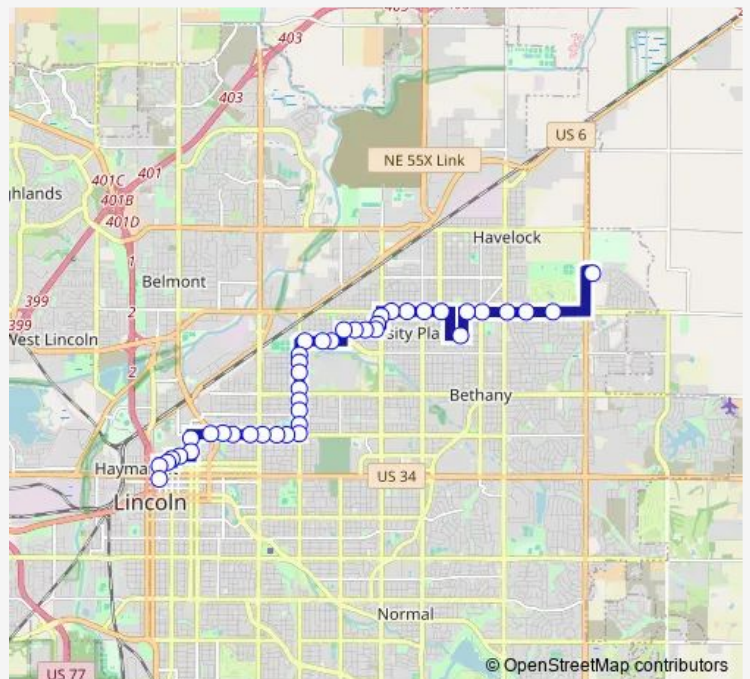 403
403
US 6
NE 55X Link
401
401C
401B
401D
ghlands
Havelock
1
Belmont
2
399
399
West Lincoln
sity Pla
2
Bethany
Hayma
US 34
Lincoln
Normal
US 77
© OpenStreetMap contributors